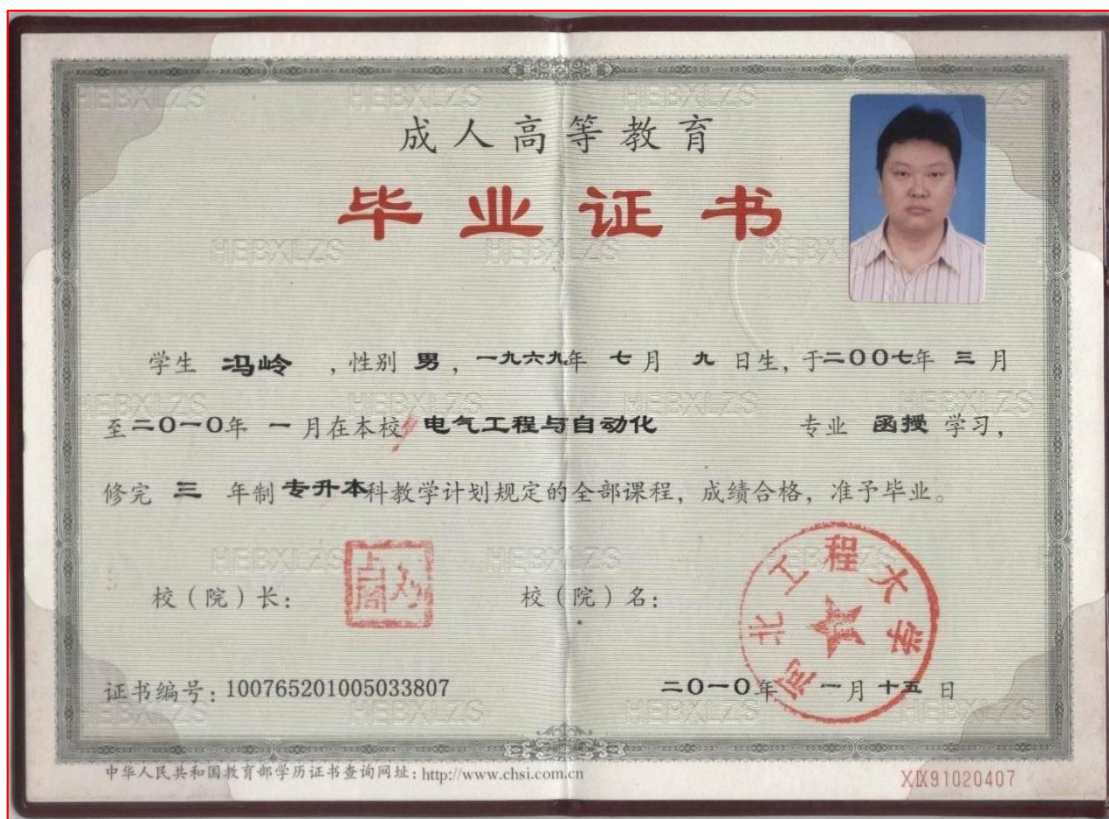 成人高等教育
毕业证书
学生 冯岭 ,性别 男,一九六九年 七 月 九 日生,于二〇〇七年 三 月
至二〇一〇年 一 月在本校 电气工程与自动化 专业 函授 学习,
修完 三 年制 专升本科教学计划规定的全部课程,成绩合格,准予毕业。
校(院)长:
校(院)名:
河北工程大学
证书编号:100765201005033807
二〇一〇年 一月 十五 日
中华人民共和国教育部学历证书查询网址:http://www.chsi.com.cn
XIX91020407
HEBXLZS